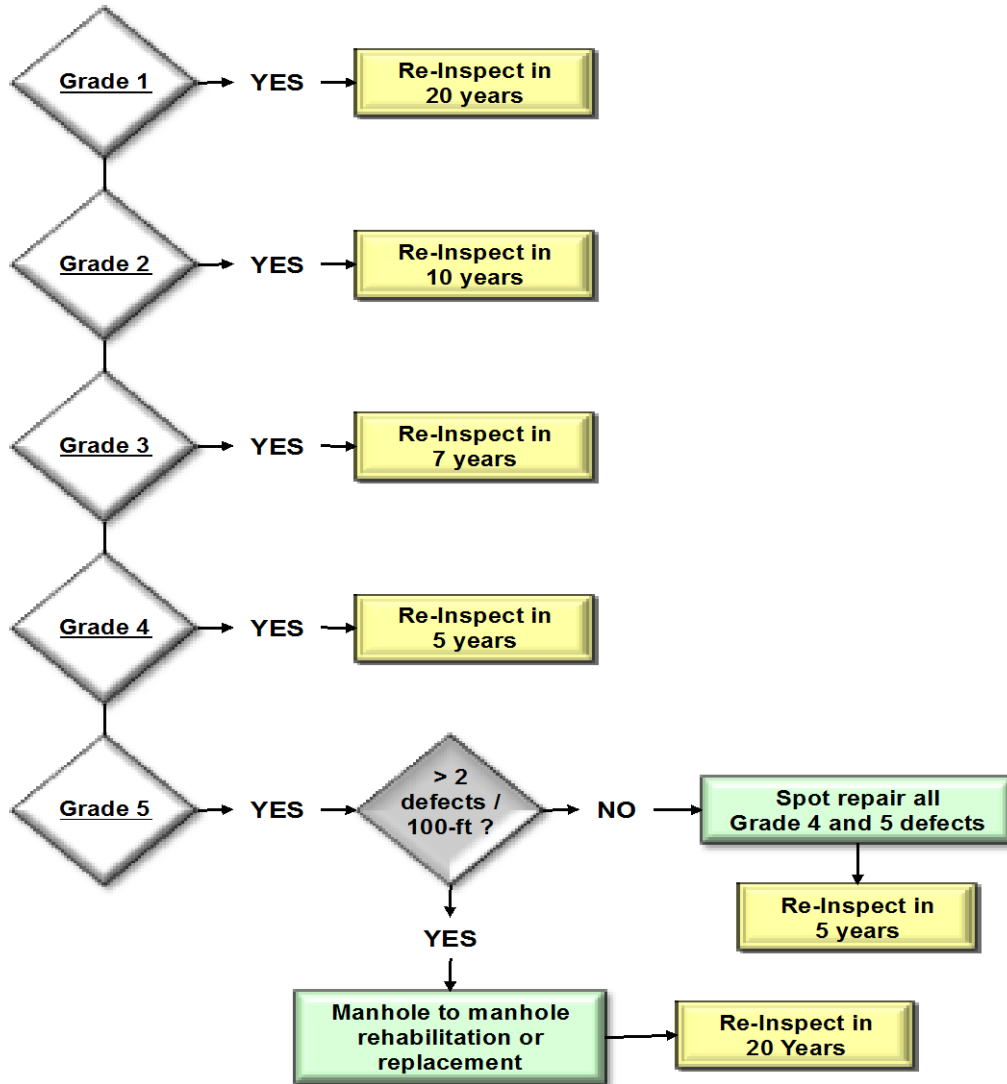 Grade 1
YES
Re-Inspect in
20 years
Grade 2
YES
Re-Inspect in
10 years
Grade 3
YES
Re-Inspect in
7 years
Grade 4
YES
Re-Inspect in
5 years
Grade 5
YES
> 2
defects /
100-ft ?
NO
Spot repair all
Grade 4 and 5 defects
Re-Inspect in
5 years
YES
Manhole to manhole
rehabilitation or
replacement
Re-Inspect in
20 Years